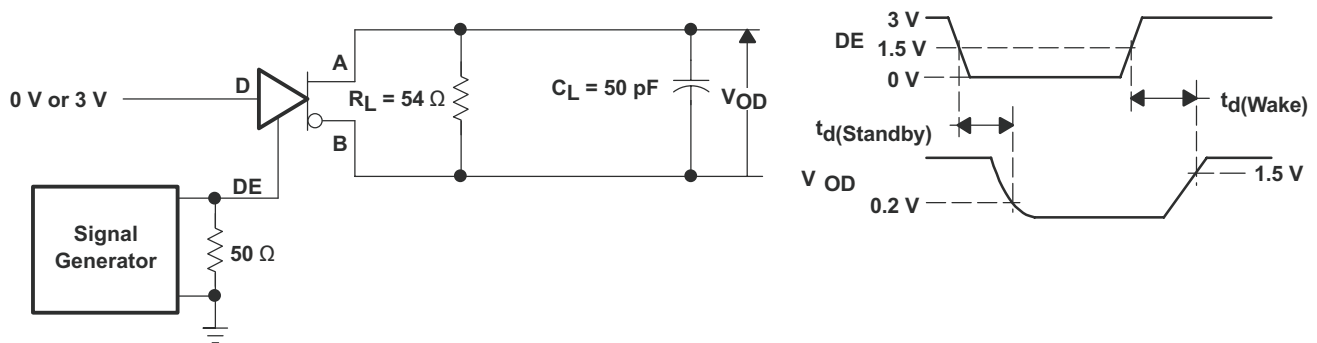 0 V or 3 V
D
A
B
DE
R_L = 54 Ω
C_L = 50 pF
V_OD
Signal
Generator
50 Ω
3 V
DE
1.5 V
0 V
t_d(Standby)
t_d(Wake)
V_OD
1.5 V
0.2 V